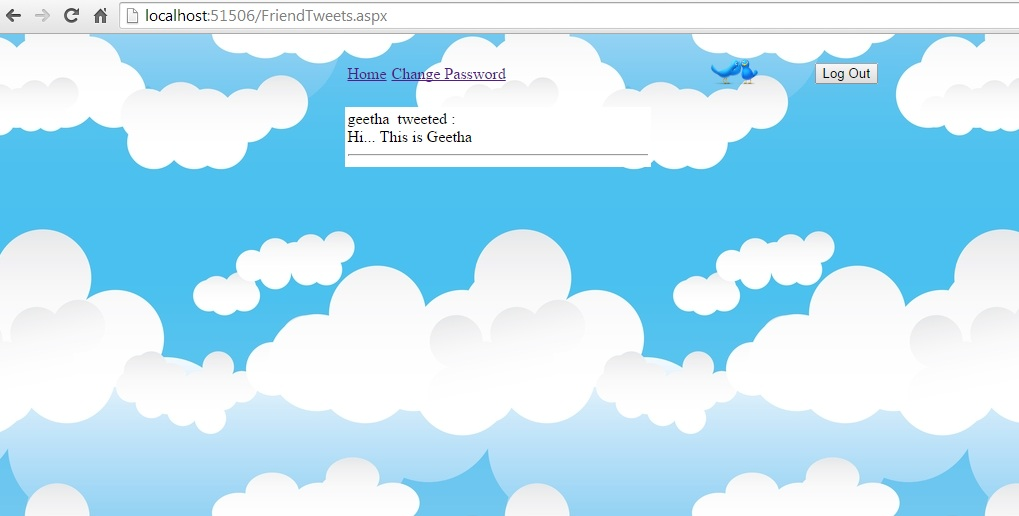 localhost:51506/FriendTweets.aspx
Home Change Password Log Out
geetha  tweeted :
Hi... This is Geetha